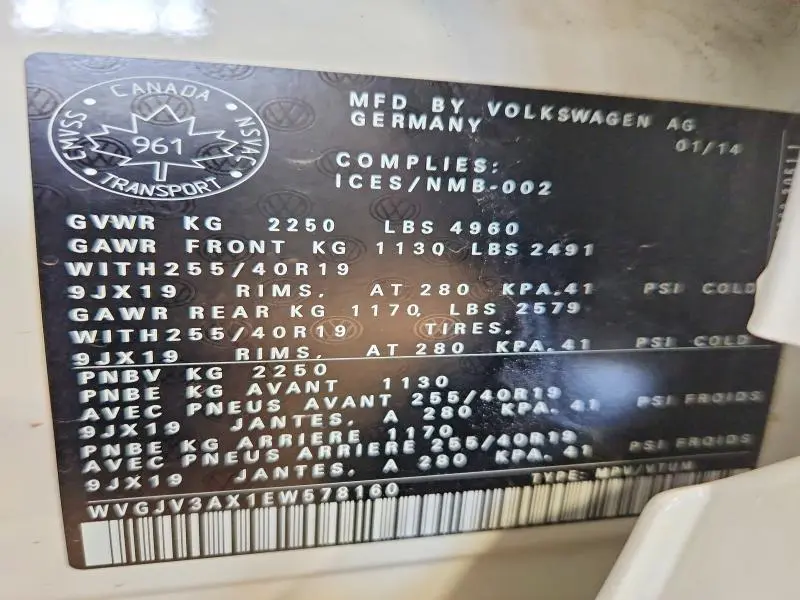 CANADA
CMVSS 961 NSVAC
TRANSPORT
MFD BY VOLKSWAGEN AG
GERMANY
01/14
COMPLIES:
ICES/NMB-002
GVWR KG 2250 LBS 4960
GAWR FRONT KG 1130 LBS 2491
WITH255/40R19
9JX19 RIMS, AT 280 KPA.41 PSI COLD
GAWR REAR KG 1170 LBS 2579
WITH255/40R19 TIRES.
9JX19 RIMS, AT 280 KPA.41 PSI COLD
PNBV KG 2250
PNBE KG AVANT 1130
AVEC PNEUS AVANT 255/40R19
9JX19 JANTES, A 280 KPA. 41 PSI FROIDS
PNBE KG ARRIERE 1170
AVEC PNEUS ARRIERE 255/40R19,
9JX19 JANTES, A 280 KPA. 41 PSI FROIDS
TYPE: MPV/VTUM
WVGJV3AX1EW578160